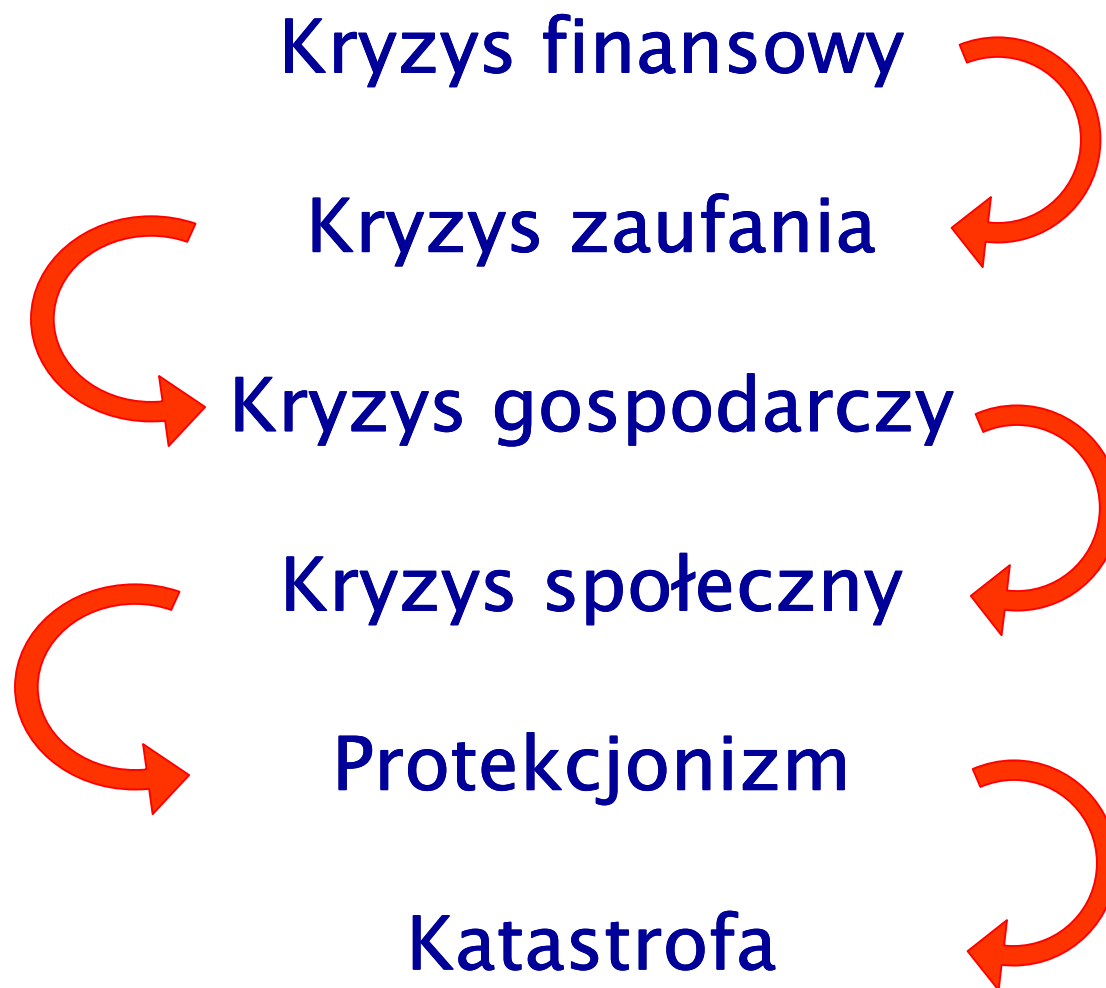 Kryzys finansowy
Kryzys zaufania
Kryzys gospodarczy
Kryzys społeczny
Protekcjonizm
Katastrofa